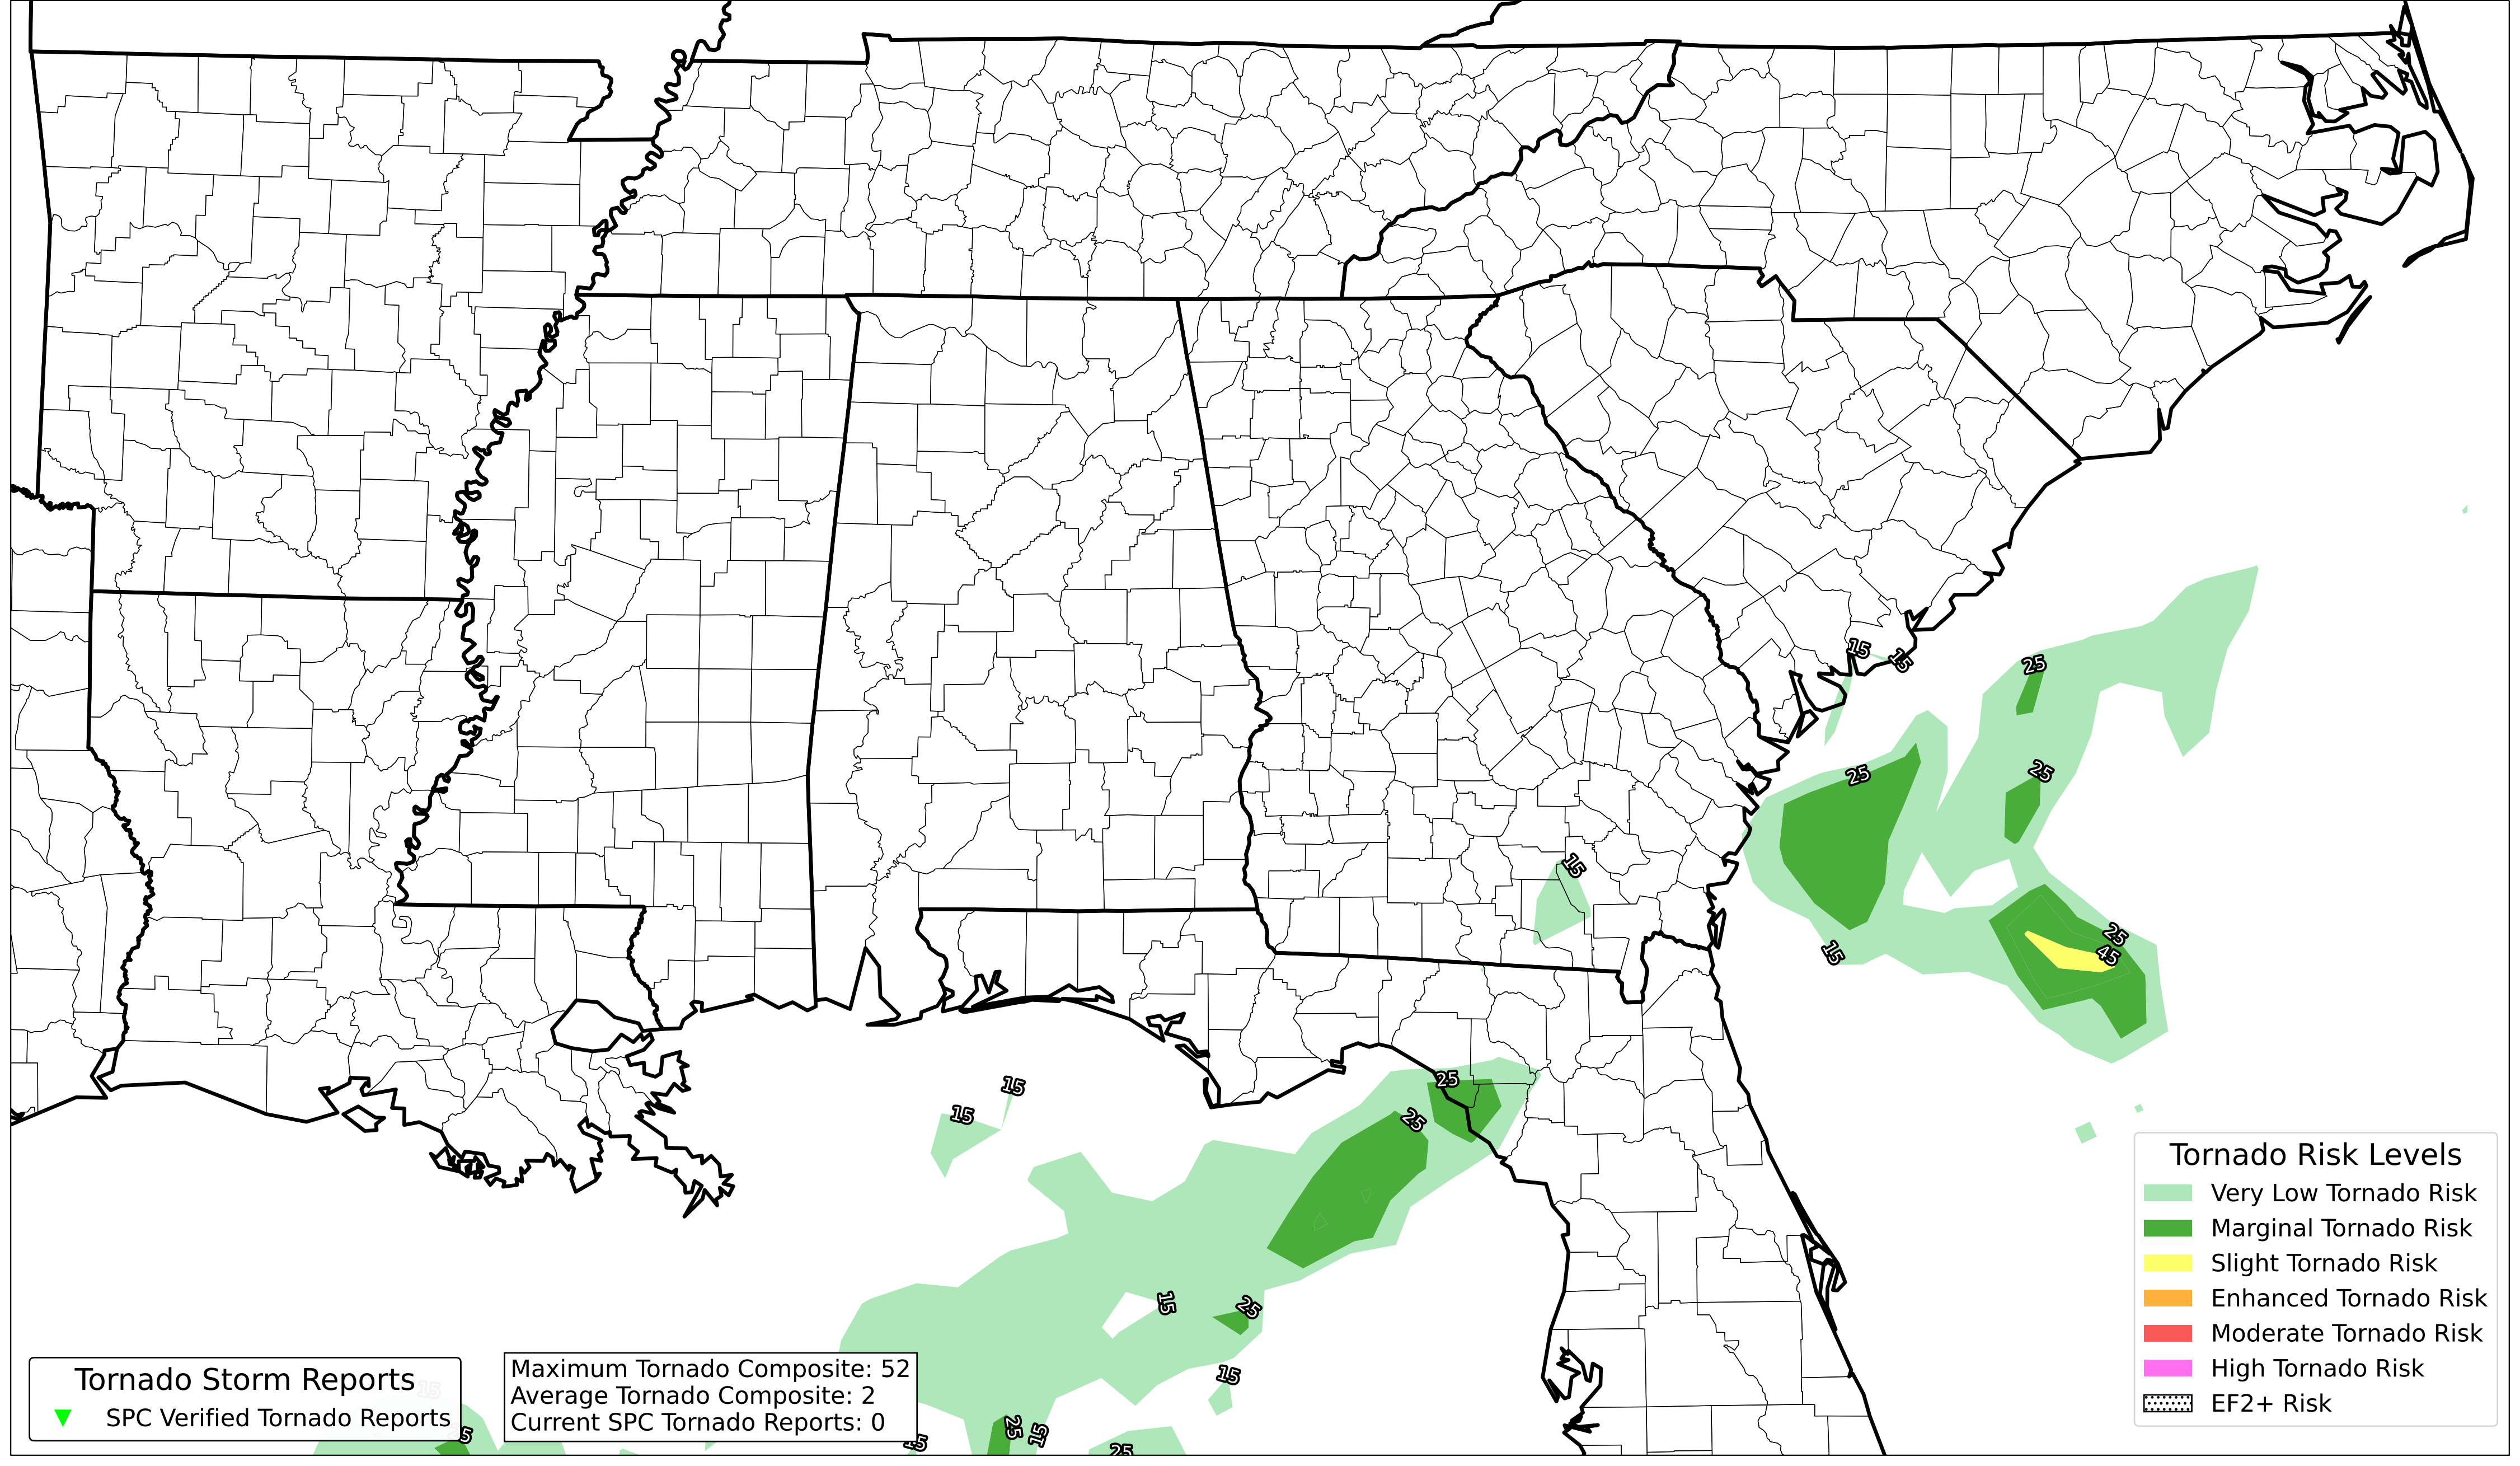 15
15
25
25
25
15
25
45
15
25
15
15
25
15
25
15
25
15
15
25
Tornado Storm Reports
SPC Verified Tornado Reports
Maximum Tornado Composite: 52
Average Tornado Composite: 2
Current SPC Tornado Reports: 0
Tornado Risk Levels
Very Low Tornado Risk
Marginal Tornado Risk
Slight Tornado Risk
Enhanced Tornado Risk
Moderate Tornado Risk
High Tornado Risk
EF2+ Risk